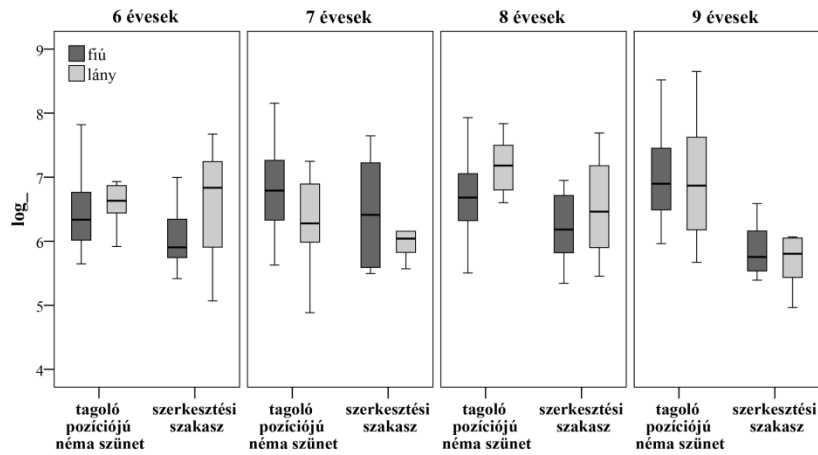 6 évesek
7 évesek
8 évesek
9 évesek
fiú
lány
log_
9
8
7
6
5
4
tagoló
pozíciójú
néma szünet
szerkesztési
szakasz
tagoló
pozíciójú
néma szünet
szerkesztési
szakasz
tagoló
pozíciójú
néma szünet
szerkesztési
szakasz
tagoló
pozíciójú
néma szünet
szerkesztési
szakasz